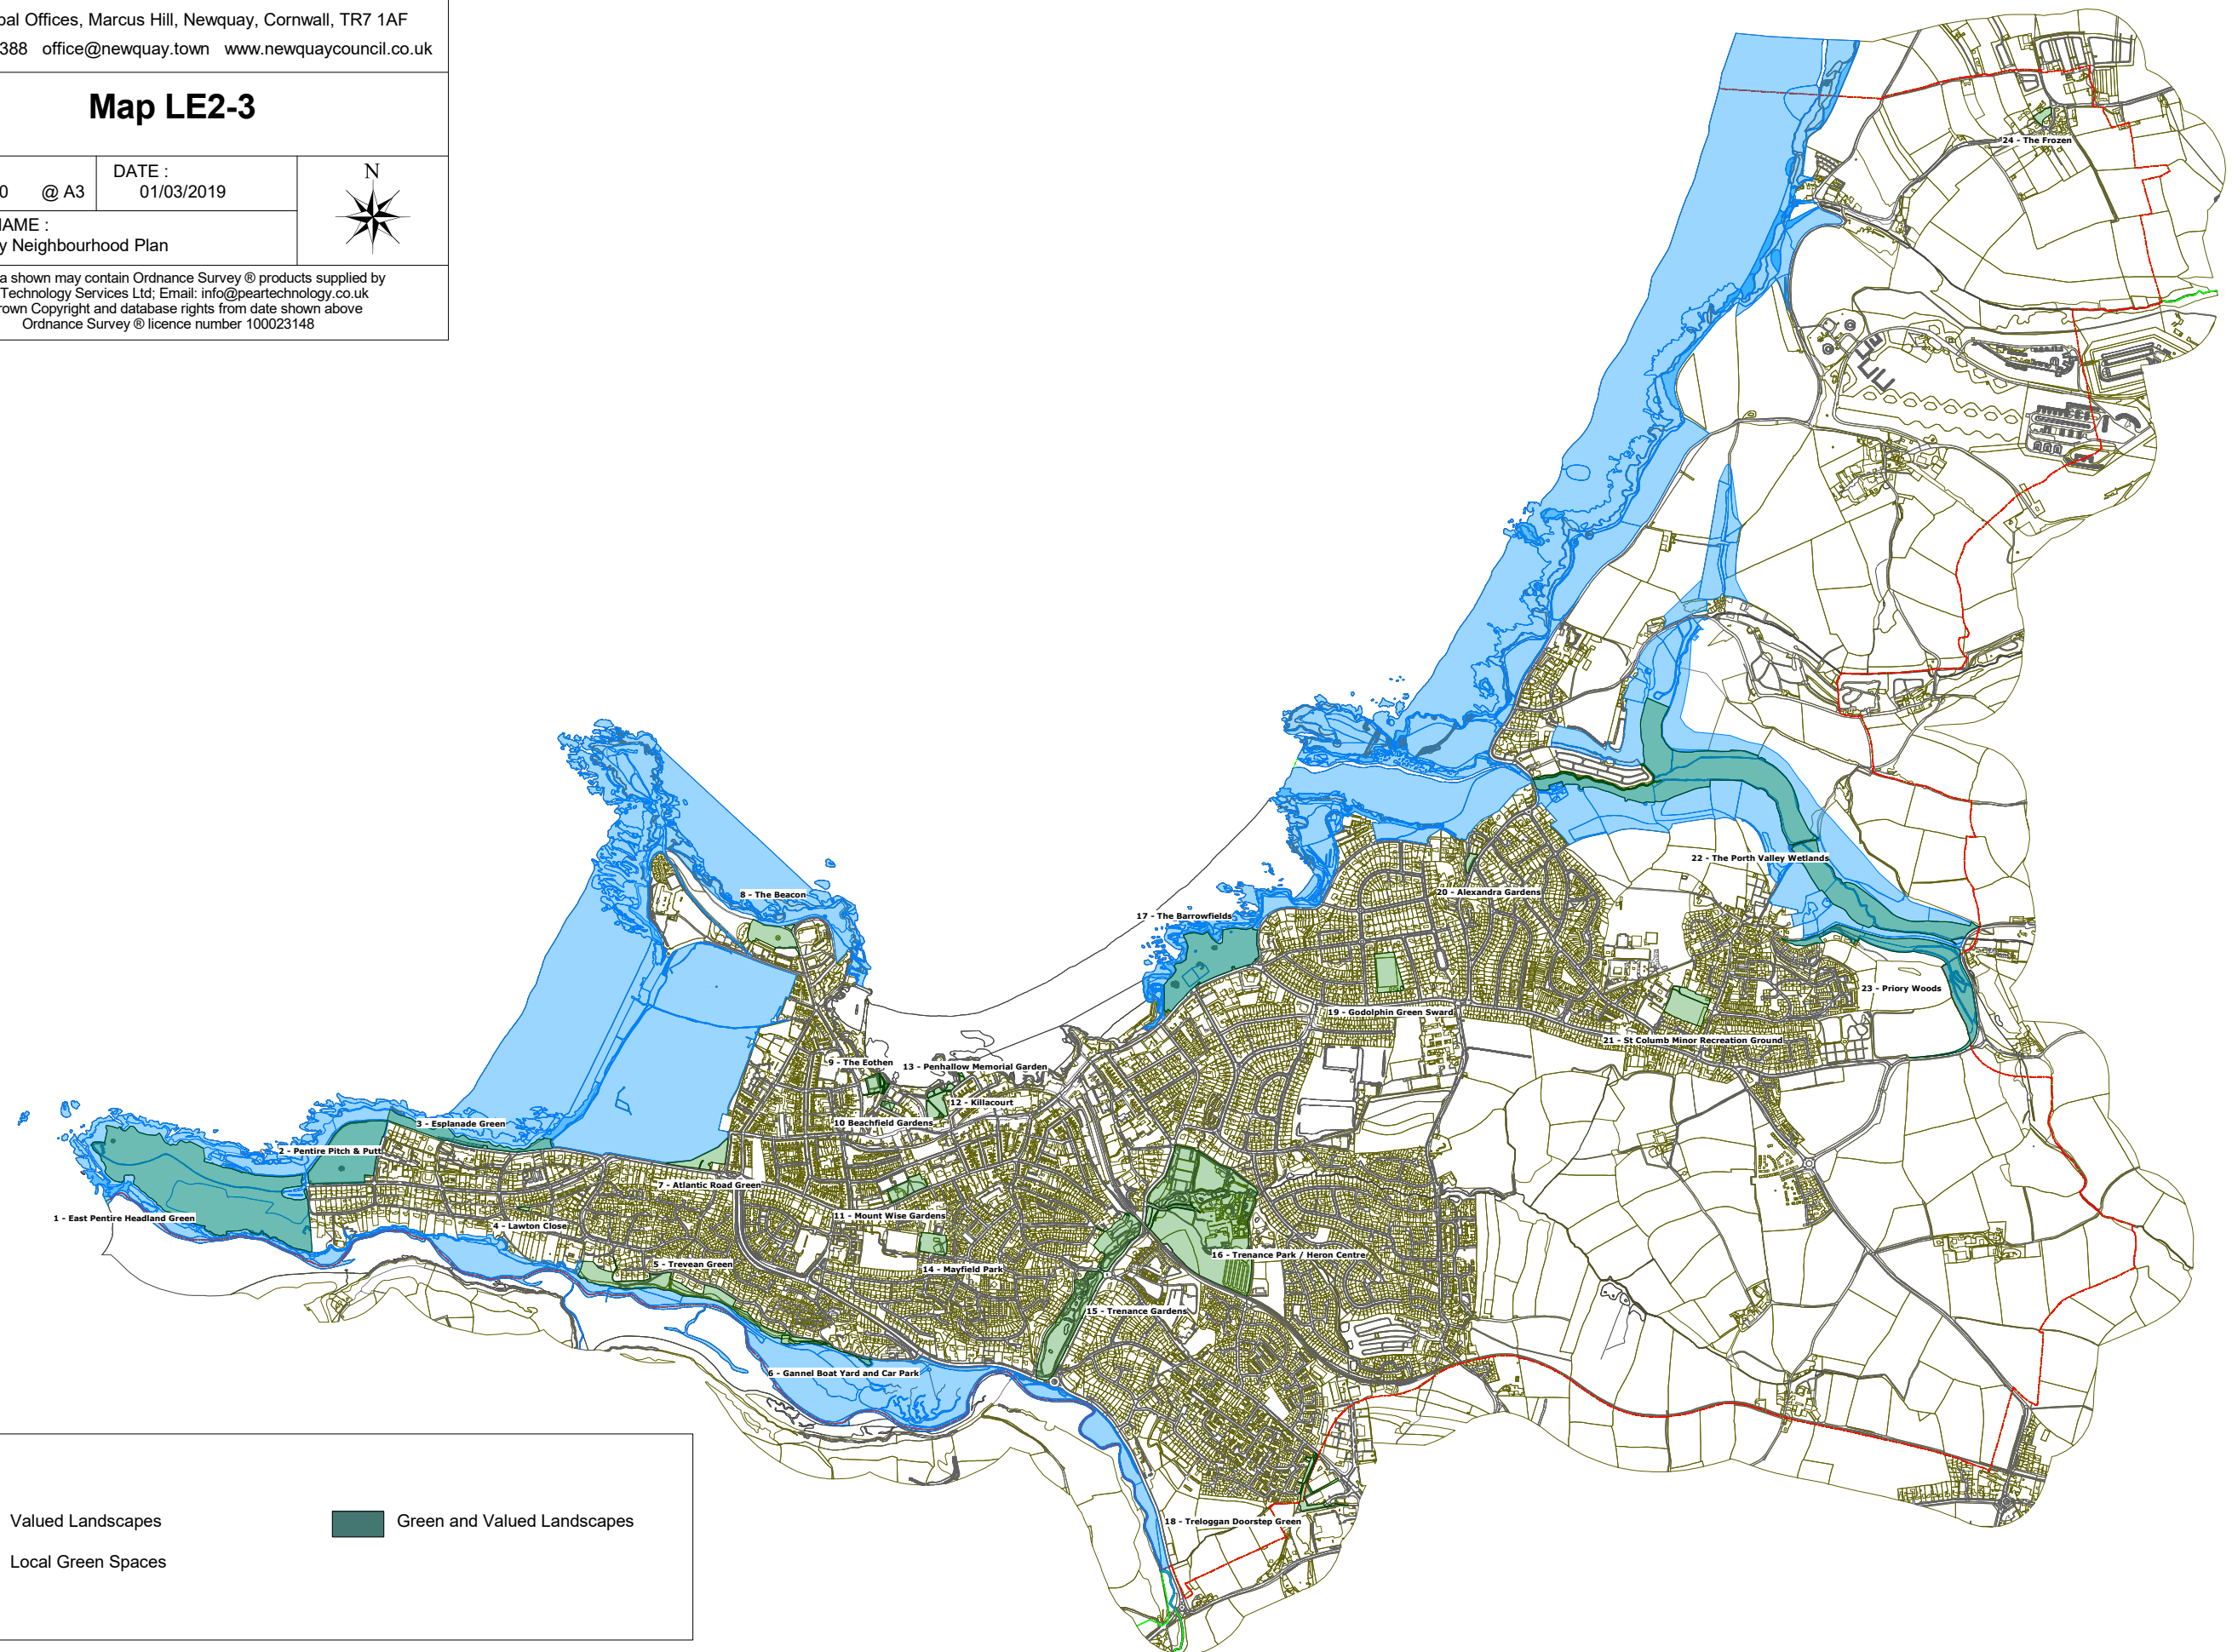 pal Offices, Marcus Hill, Newquay, Cornwall, TR7 1AF
388 office@newquay.town www.newquaycouncil.co.uk
Map LE2-3
0 @ A3
DATE :
01/03/2019
N
NAME :
y Neighbourhood Plan
a shown may contain Ordnance Survey ® products supplied by
Technology Services Ltd; Email: info@peartechnology.co.uk
rown Copyright and database rights from date shown above
Ordnance Survey ® licence number 100023148
24 - The Frozen
22 - The Porth Valley Wetlands
8 - The Beacon
20 - Alexandra Gardens
17 - The Barrowfields
23 - Priory Woods
19 - Godolphin Green Sward
21 - St Columb Minor Recreation Ground
9 - The Eothen
13 - Penhallow Memorial Garden
12 - Killacourt
10 Beachfield Gardens
3 - Esplanade Green
2 - Pentire Pitch & Putt
7 - Atlantic Road Green
1 - East Pentire Headland Green
11 - Mount Wise Gardens
4 - Lawton Close
16 - Trenance Park / Heron Centre
5 - Trevean Green
14 - Mayfield Park
15 - Trenance Gardens
6 - Gannel Boat Yard and Car Park
18 - Treloggan Doorstep Green
Valued Landscapes
Green and Valued Landscapes
Local Green Spaces